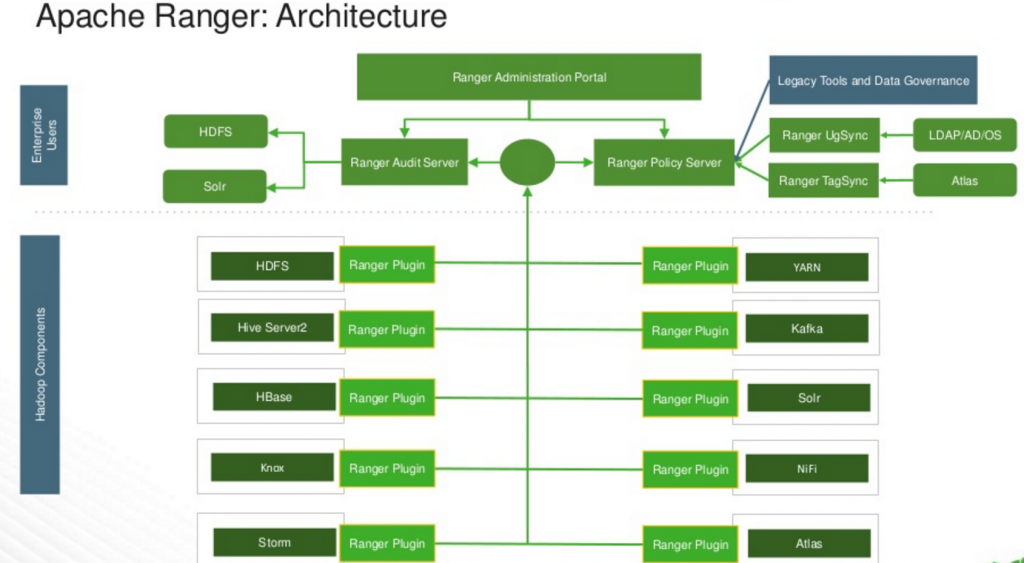 Apache Ranger: Architecture
Ranger Administration Portal
Legacy Tools and Data Governance
Enterprise
Users
HDFS
Solr
Ranger Audit Server
Ranger Policy Server
Ranger UgSync
LDAP/AD/OS
Ranger TagSync
Atlas
Hadoop Components
HDFS
Ranger Plugin
Ranger Plugin
YARN
Hive Server2
Ranger Plugin
Ranger Plugin
Kafka
HBase
Ranger Plugin
Ranger Plugin
Solr
Knox
Ranger Plugin
Ranger Plugin
NiFi
Storm
Ranger Plugin
Ranger Plugin
Atlas